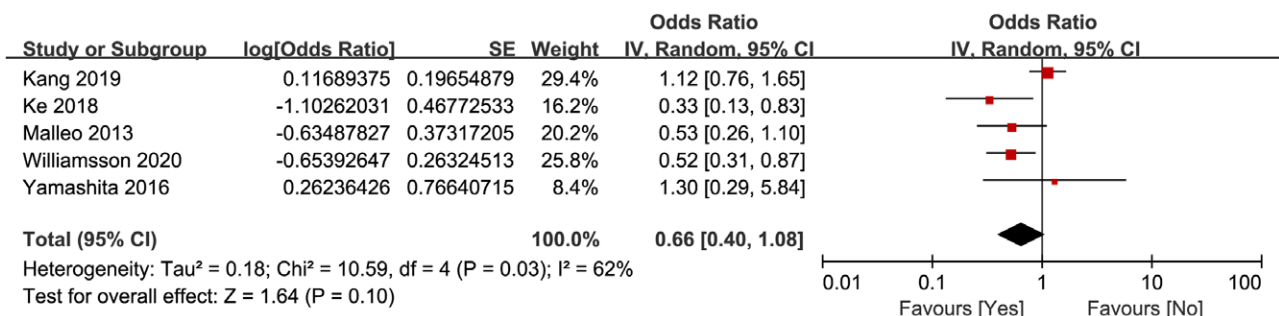 Odds Ratio Odds Ratio
Study or Subgroup log[Odds Ratio] SE Weight IV, Random, 95% CI IV, Random, 95% CI
Kang 2019 0.11689375 0.19654879 29.4% 1.12 [0.76, 1.65]
Ke 2018 -1.10262031 0.46772533 16.2% 0.33 [0.13, 0.83]
Malleo 2013 -0.63487827 0.37317205 20.2% 0.53 [0.26, 1.10]
Williamsson 2020 -0.65392647 0.26324513 25.8% 0.52 [0.31, 0.87]
Yamashita 2016 0.26236426 0.76640715 8.4% 1.30 [0.29, 5.84]
Total (95% CI) 100.0% 0.66 [0.40, 1.08]
Heterogeneity: Tau² = 0.18; Chi² = 10.59, df = 4 (P = 0.03); I² = 62%
Test for overall effect: Z = 1.64 (P = 0.10)
0.01 0.1 1 10 100
Favours [Yes] Favours [No]